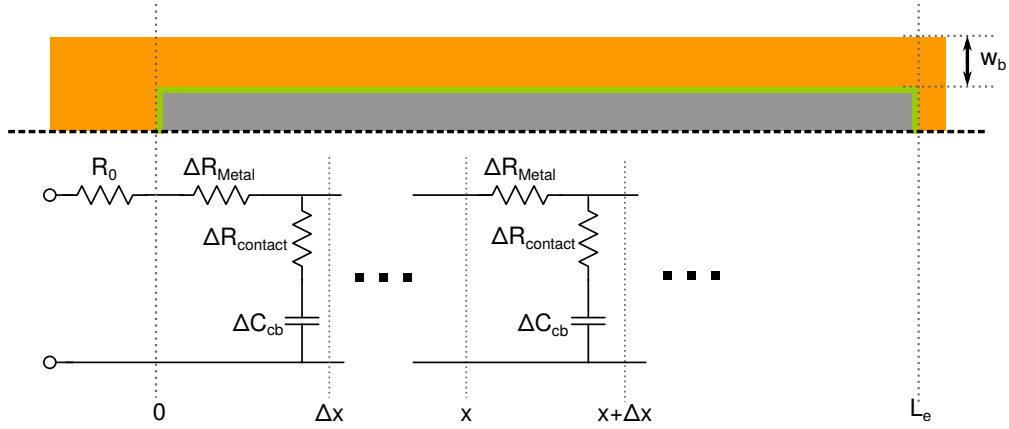 w_b
R_0 ΔR_Metal ΔR_Metal
ΔR_contact ΔR_contact
ΔC_cb ΔC_cb
0 Δx x x+Δx L_e